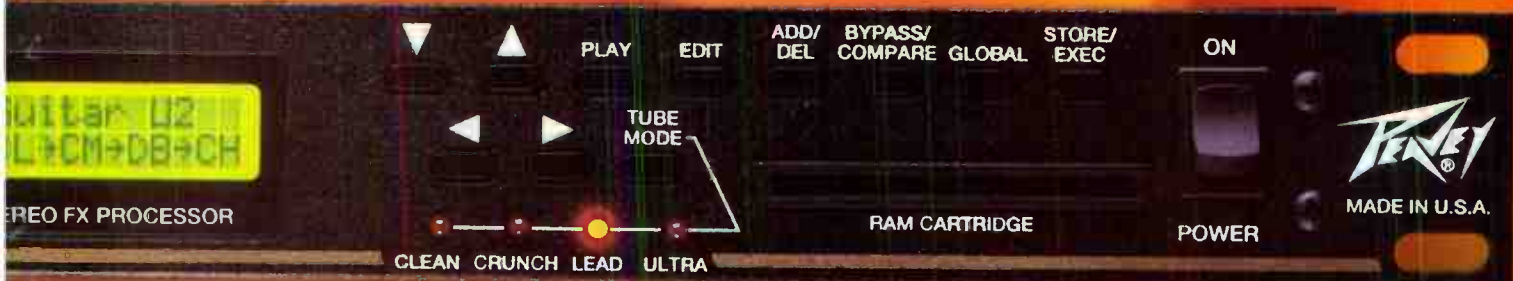 PLAY
EDIT
ADD/
DEL
BYPASS/
COMPARE
GLOBAL
STORE/
EXEC
ON
uitar U2
L→CM→DB→CH
TUBE
MODE
PEAVEY
®
MADE IN U.S.A.
EREO FX PROCESSOR
RAM CARTRIDGE
POWER
CLEAN
CRUNCH
LEAD
ULTRA